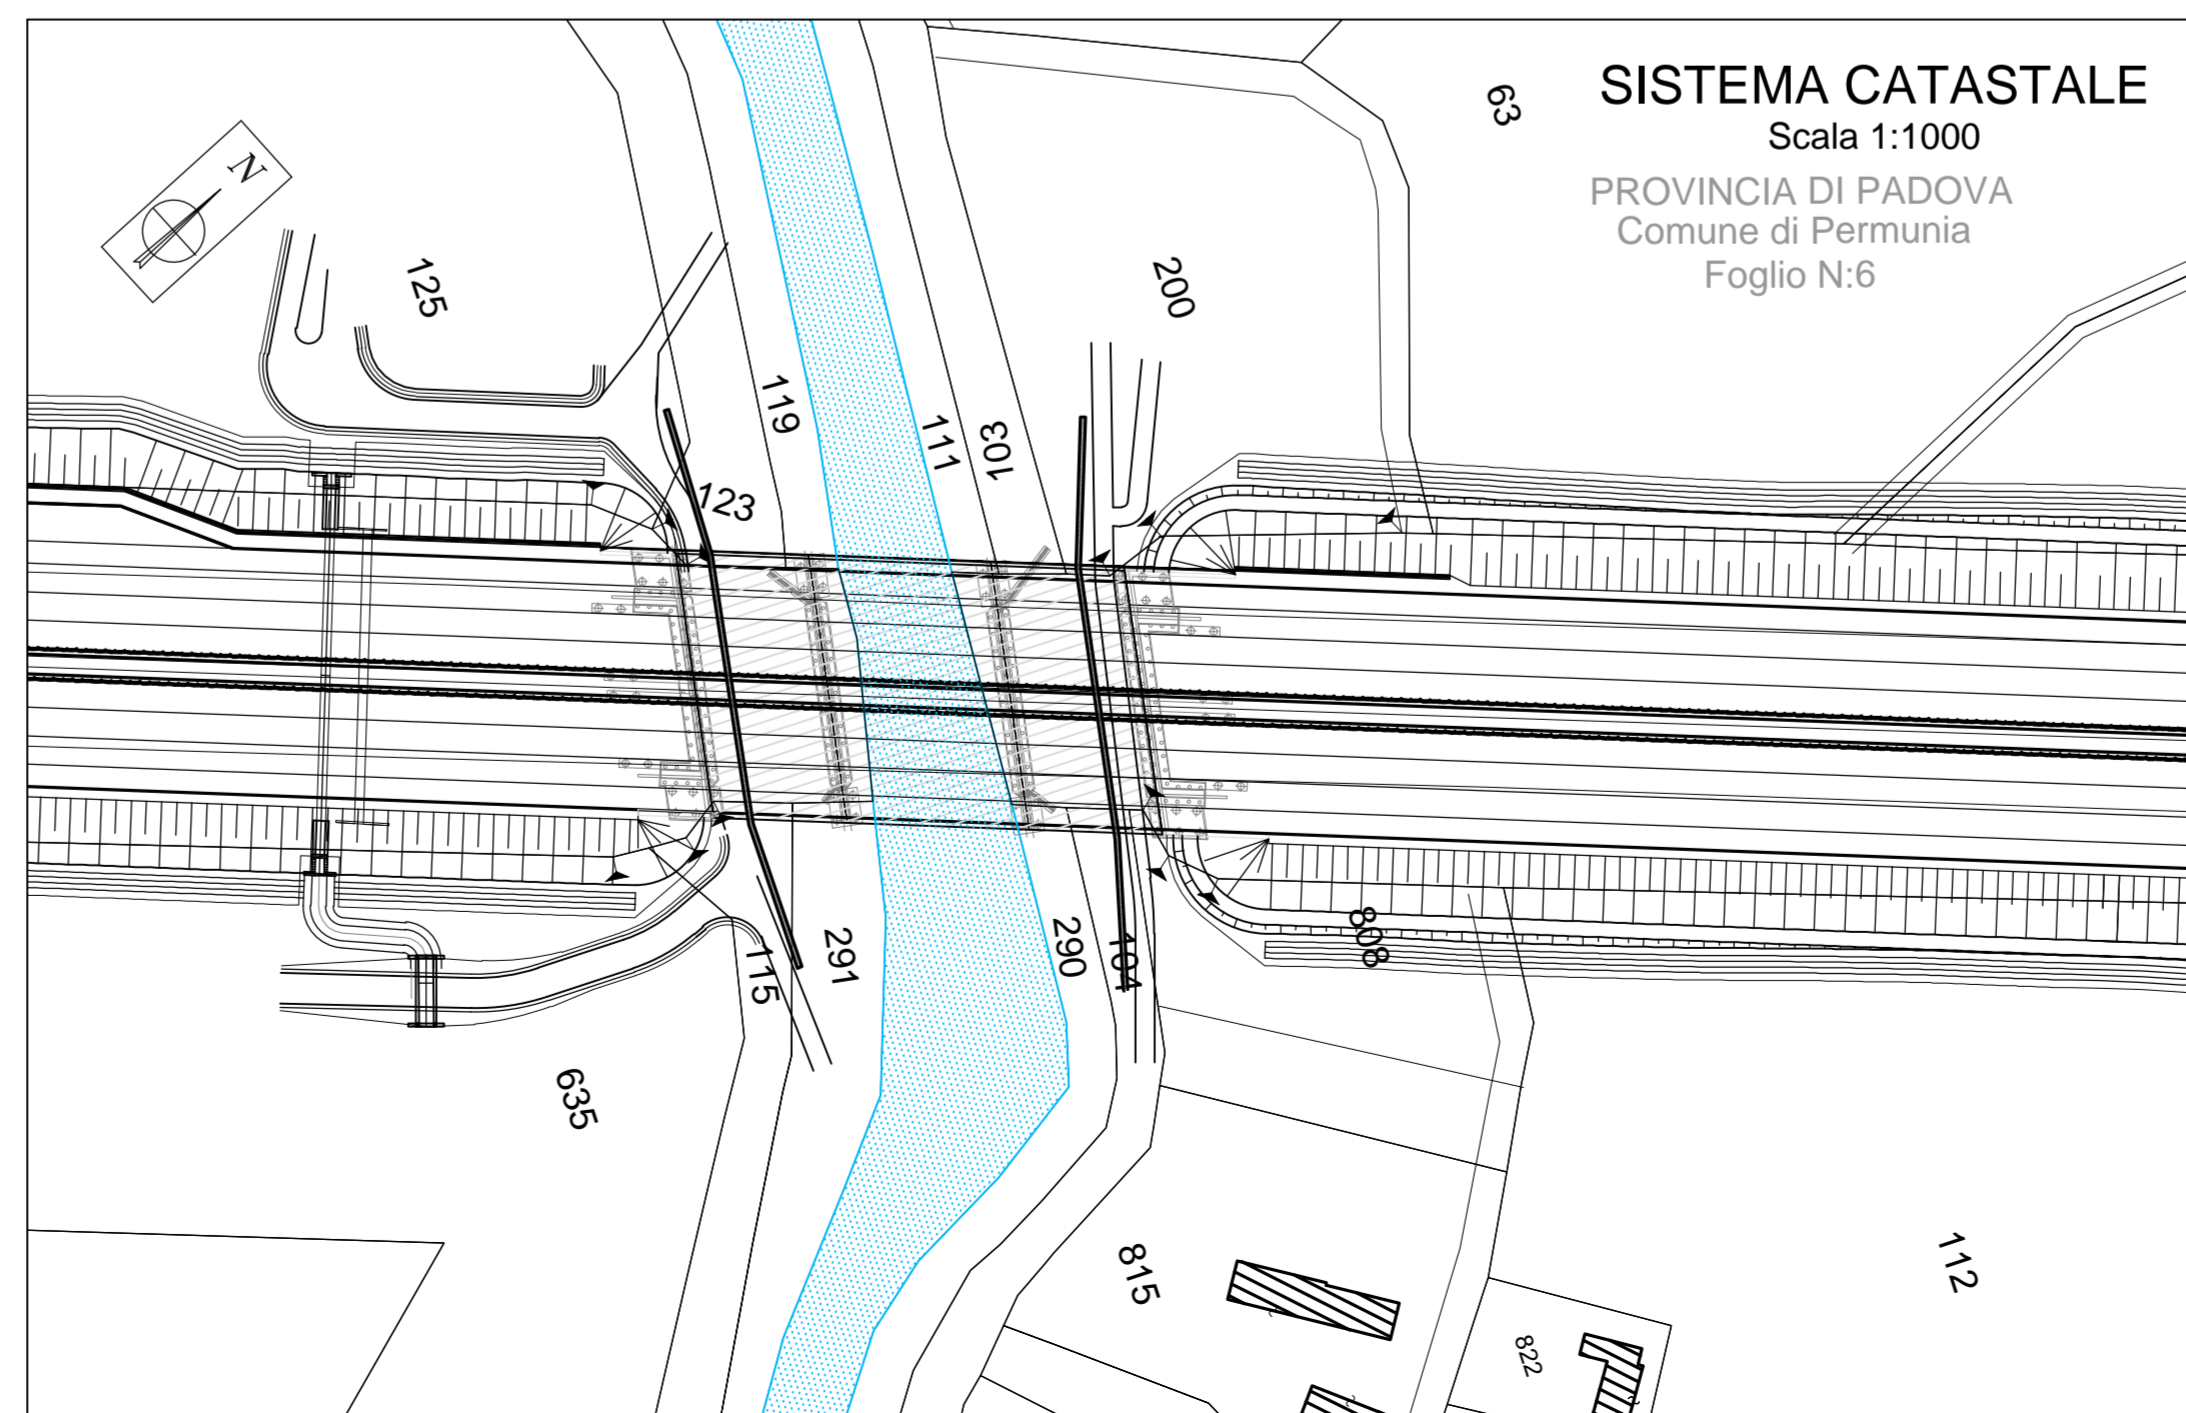 SISTEMA CATASTALE
Scala 1:1000
PROVINCIA DI PADOVA
Comune di Permunia
Foglio N:6
N
63
125
200
119
111
103
123
115
291
290
104
808
635
815
822
112